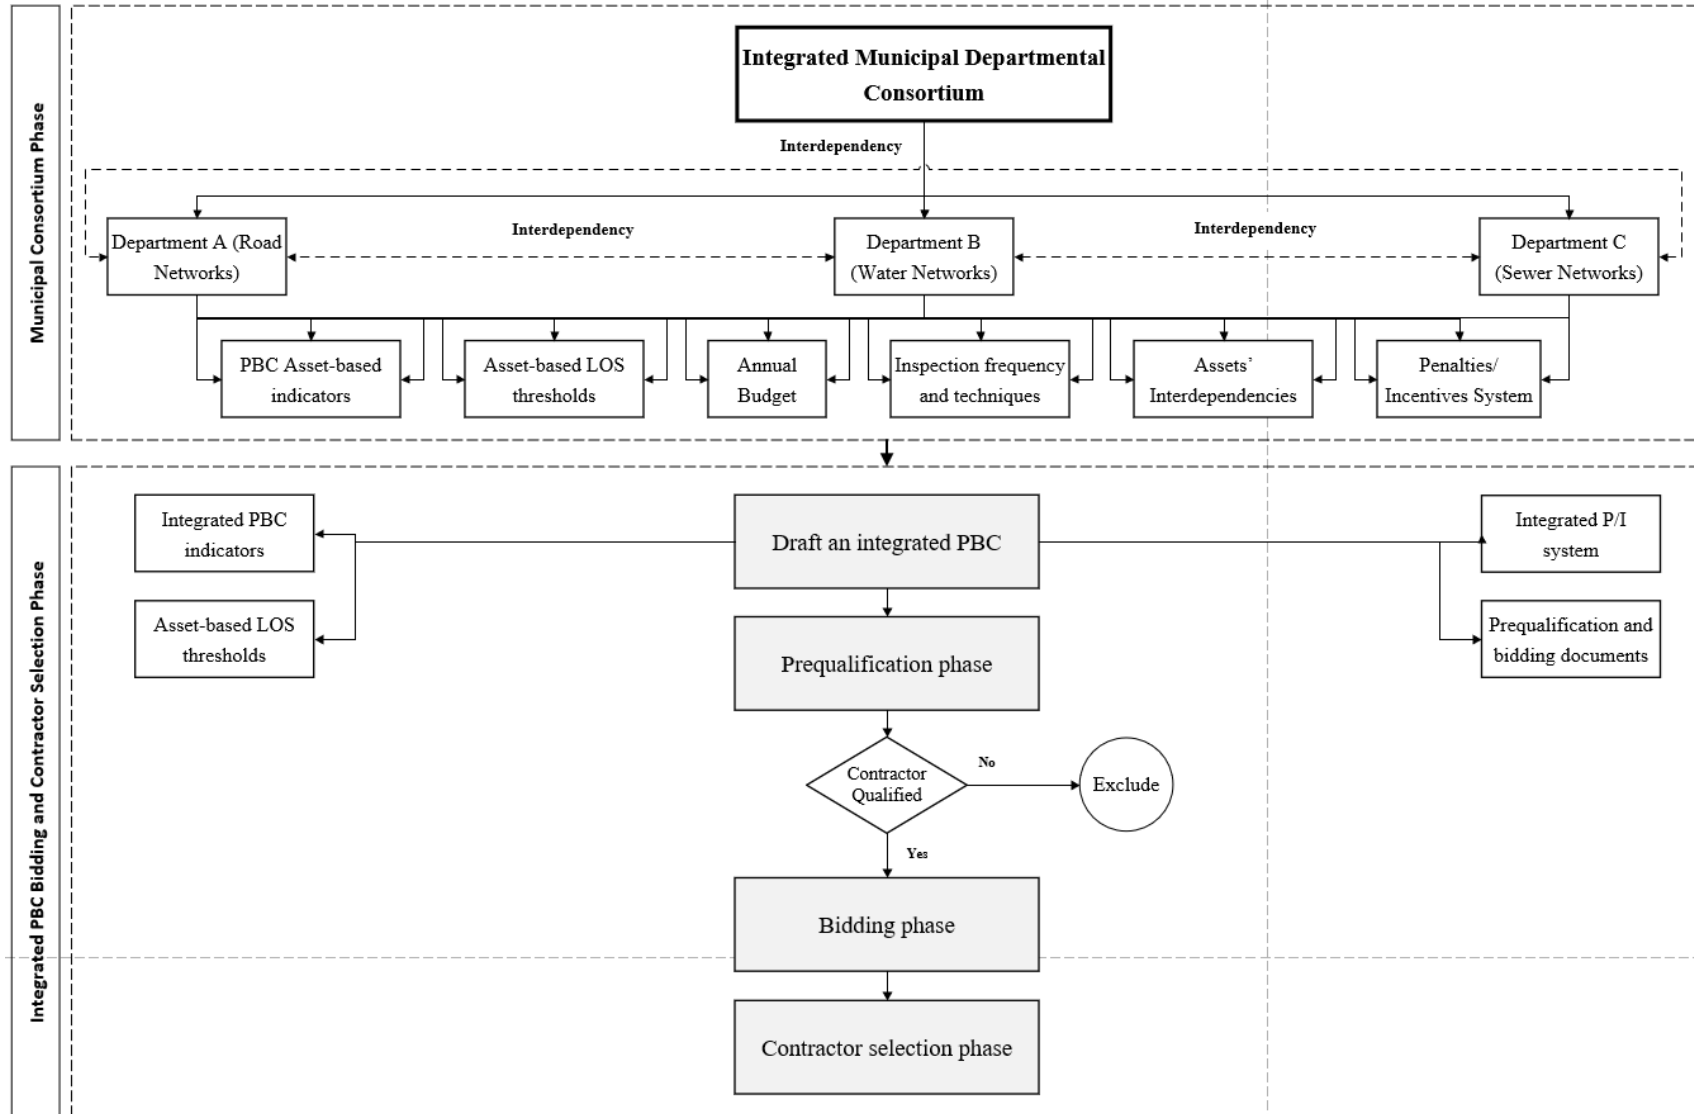 Municipal Consortium Phase
Integrated Municipal Departmental
Consortium
Interdependency
Department A (Road
Networks)
Interdependency
Department B
(Water Networks)
Interdependency
Department C
(Sewer Networks)
PBC Asset-based
indicators
Asset-based LOS
thresholds
Annual
Budget
Inspection frequency
and techniques
Assets’
Interdependencies
Penalties/
Incentives System
Integrated PBC Bidding and Contractor Selection Phase
Integrated PBC
indicators
Asset-based LOS
thresholds
Draft an integrated PBC
Integrated P/I
system
Prequalification and
bidding documents
Prequalification phase
Contractor
Qualified
No
Exclude
Yes
Bidding phase
Contractor selection phase